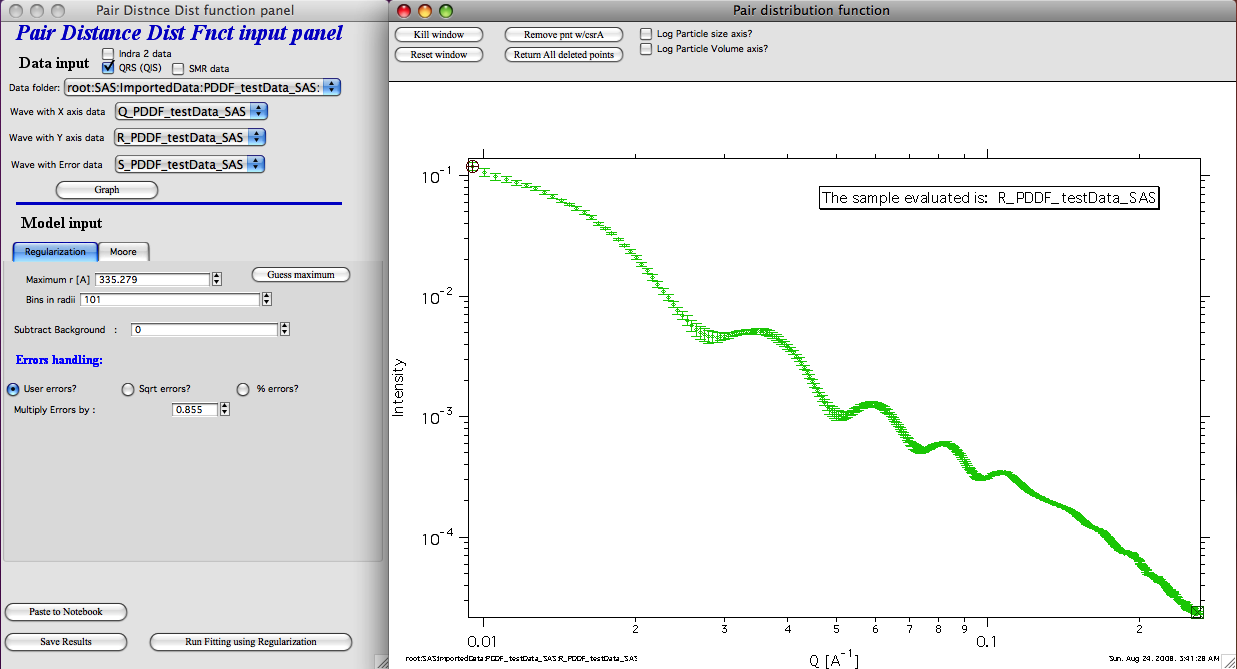 Pair Distnce Dist function panel
Pair Distance Dist Fnct input panel
Data input
Indra 2 data
QRS (QIS)
SMR data
Data folder: root:SAS:ImportedData:PDDF_testData_SAS:
Wave with X axis data Q_PDDF_testData_SAS
Wave with Y axis data R_PDDF_testData_SAS
Wave with Error data S_PDDF_testData_SAS
Graph
Model input
Regularization Moore
Maximum r [A] 335.279 Guess maximum
Bins in radii 101
Subtract Background : 0
Errors handling:
User errors? Sqrt errors? % errors?
Multiply Errors by : 0.855
Paste to Notebook
Save Results Run Fitting using Regularization
Pair distribution function
Kill window Remove pnt w/csrA Log Particle size axis?
Reset window Return All deleted points Log Particle Volume axis?
The sample evaluated is: R_PDDF_testData_SAS
Intensity
10^-1
10^-2
10^-3
10^-4
0.01 2 3 4 5 6 7 8 9 0.1 2
Q [A^-1]
root:SAS:ImportedData:PDDF_testData_SAS:R_PDDF_testData_SAS
Sun, Aug 24, 2008, 3:41:28 AM